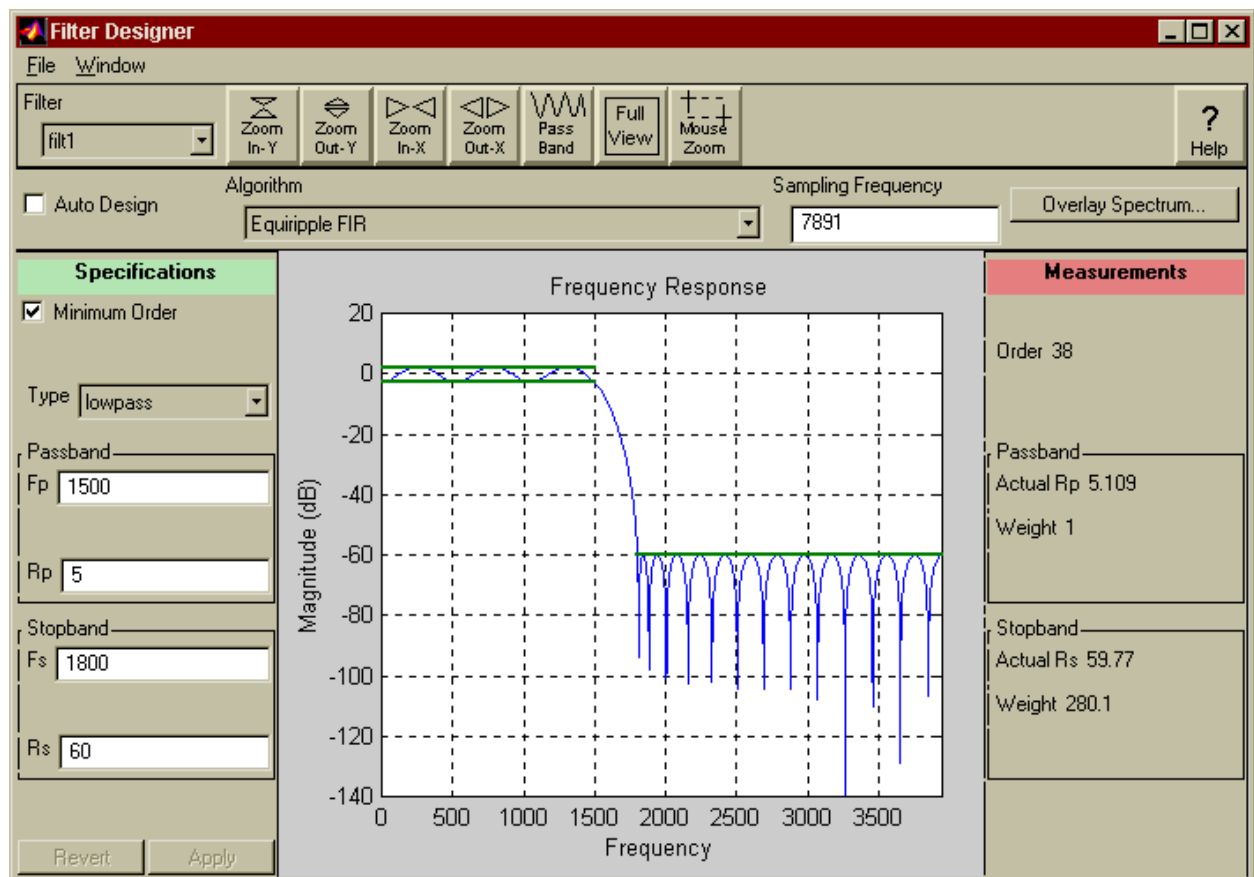 Filter Designer
File Window
Filter
filt1
Zoom In-Y
Zoom Out-Y
Zoom In-X
Zoom Out-X
Pass Band
Full View
Mouse Zoom
? Help
Auto Design
Algorithm
Equiripple FIR
Sampling Frequency
7891
Overlay Spectrum...
Specifications
Minimum Order
Type lowpass
Passband
Fp 1500
Rp 5
Stopband
Fs 1800
Rs 60
Revert Apply
Frequency Response
Magnitude (dB)
20
0
-20
-40
-60
-80
-100
-120
-140
0 500 1000 1500 2000 2500 3000 3500
Frequency
Measurements
Order 38
Passband
Actual Rp 5.109
Weight 1
Stopband
Actual Rs 59.77
Weight 280.1